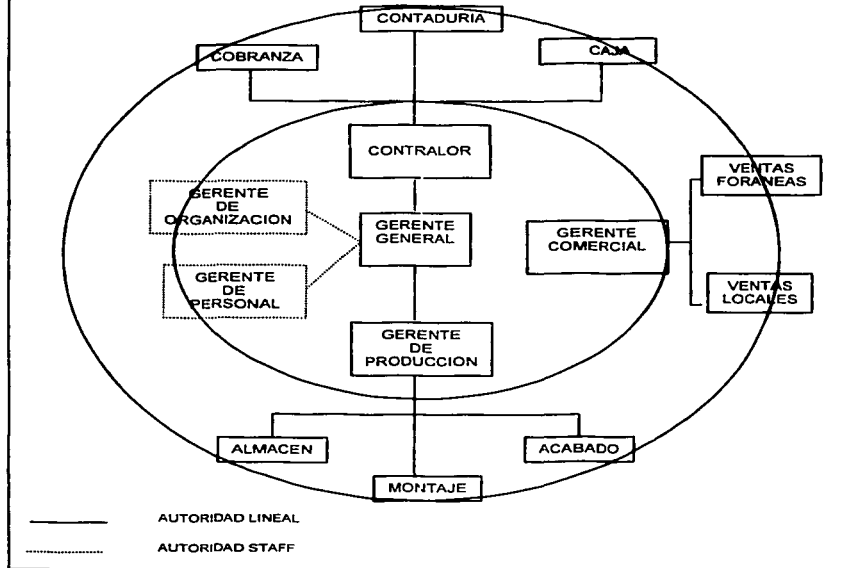 CONTADURIA
COBRANZA
CAJA
CONTRALOR
VENTAS
FORANEAS
GERENTE
DE
ORGANIZACION
GERENTE
GENERAL
GERENTE
COMERCIAL
GERENTE
DE
PERSONAL
VENTAS
LOCALES
GERENTE
DE
PRODUCCION
ALMACEN
ACABADO
MONTAJE
AUTORIDAD LINEAL
AUTORIDAD STAFF